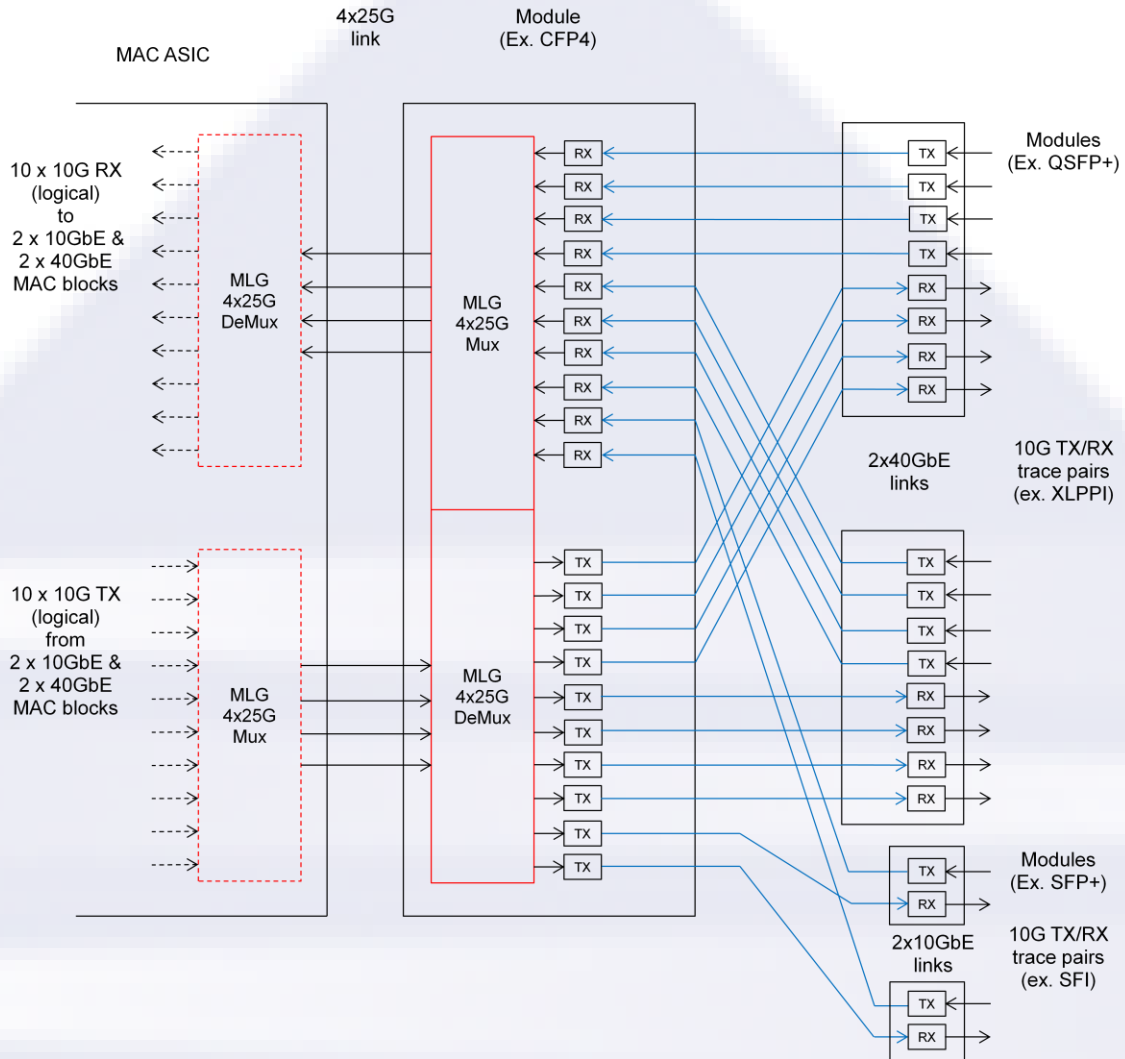 4x25G
link
Module
(Ex. CFP4)
MAC ASIC
10 x 10G RX
(logical)
to
2 x 10GbE &
2 x 40GbE
MAC blocks
MLG
4x25G
DeMux
MLG
4x25G
Mux
RX
RX
RX
RX
RX
RX
RX
RX
RX
RX
TX
TX
TX
TX
RX
RX
RX
RX
Modules
(Ex. QSFP+)
2x40GbE
links
10G TX/RX
trace pairs
(ex. XLPPI)
10 x 10G TX
(logical)
from
2 x 10GbE &
2 x 40GbE
MAC blocks
MLG
4x25G
Mux
MLG
4x25G
DeMux
TX
TX
TX
TX
TX
TX
TX
TX
TX
TX
TX
TX
TX
TX
RX
RX
RX
RX
TX
RX
Modules
(Ex. SFP+)
2x10GbE
links
10G TX/RX
trace pairs
(ex. SFI)
TX
RX